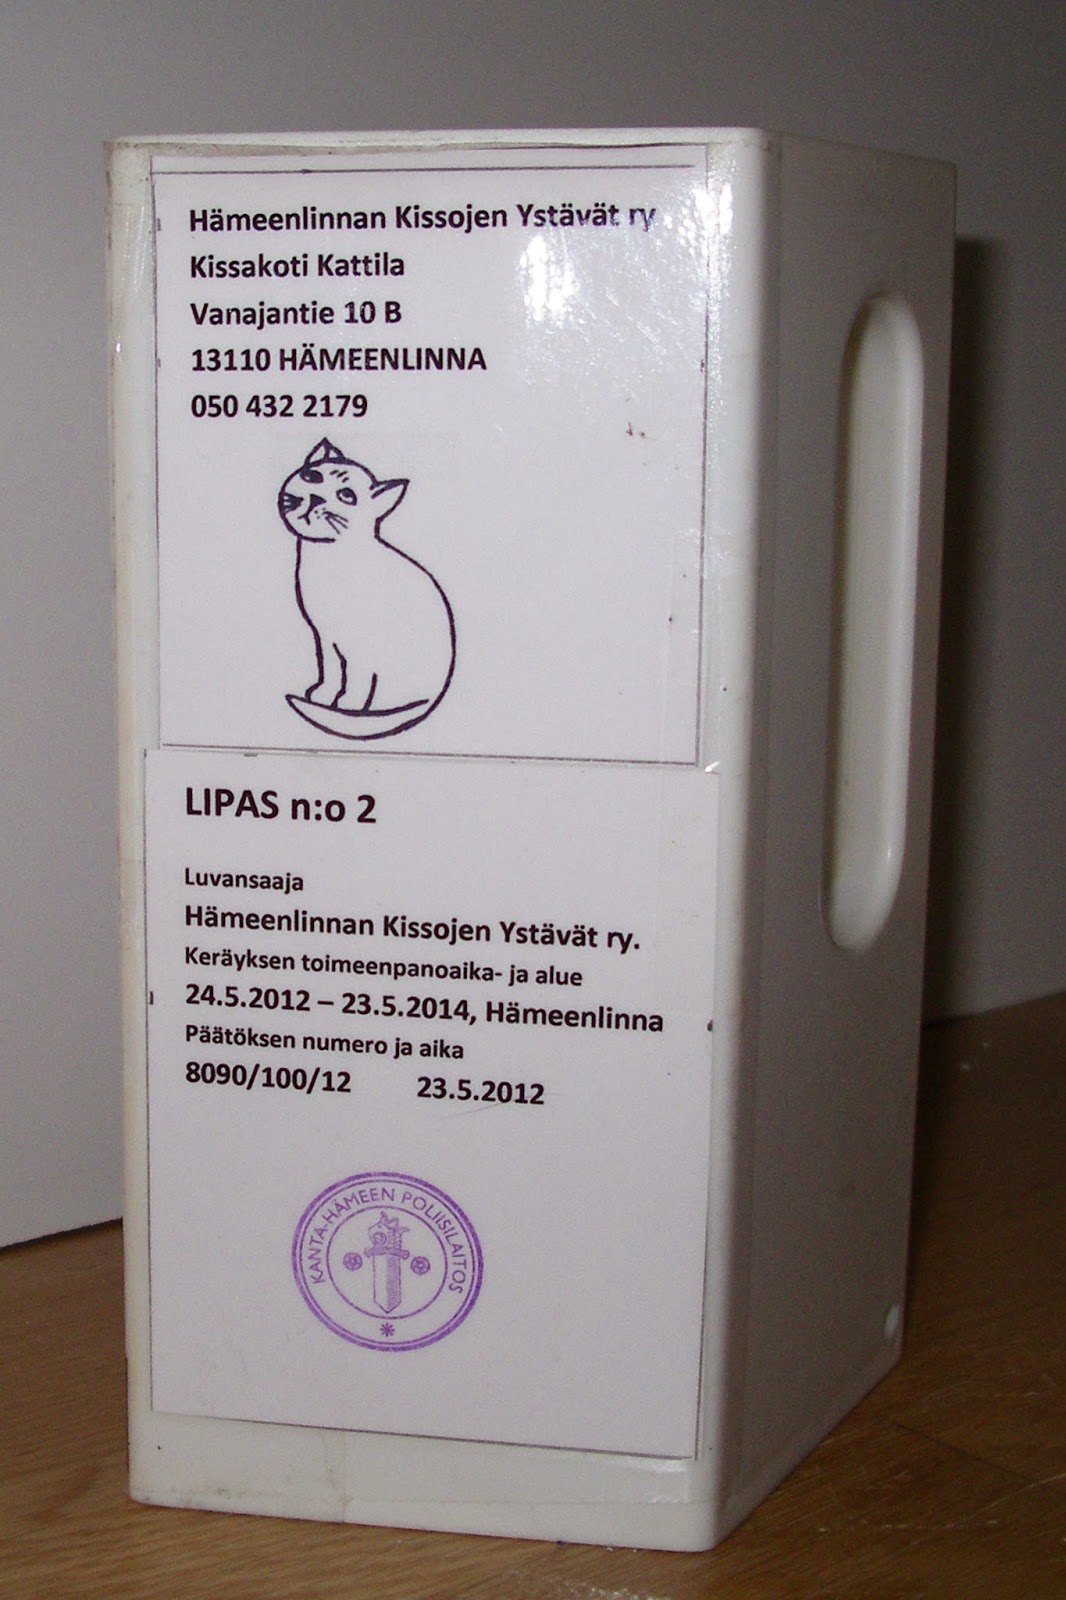 Hämeenlinnan Kissojen Ystävät ry
Kissakoti Kattila
Vanajantie 10 B
13110 HÄMEENLINNA
050 432 2179
LIPAS n:o 2
Luvansaaja
Hämeenlinnan Kissojen Ystävät ry.
Keräyksen toimeenpanoaika- ja alue
24.5.2012 – 23.5.2014, Hämeenlinna
Päätöksen numero ja aika
8090/100/12 23.5.2012
KANTA-HÄMEEN POLIISILAITOS